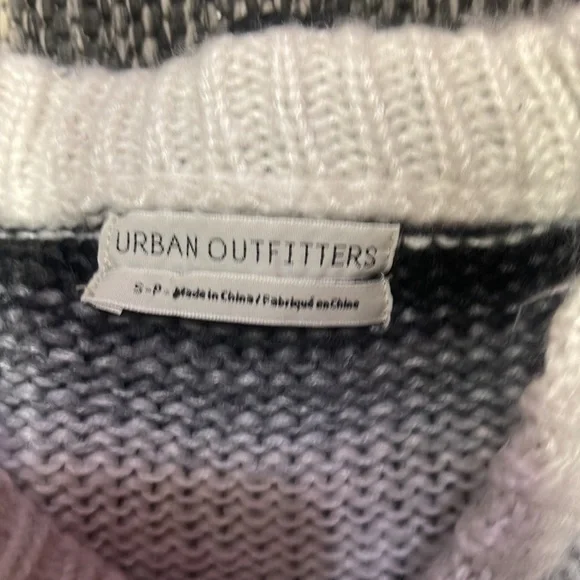 URBAN OUTFITTERS
S-P - Made in China / Fabriqué en Chine